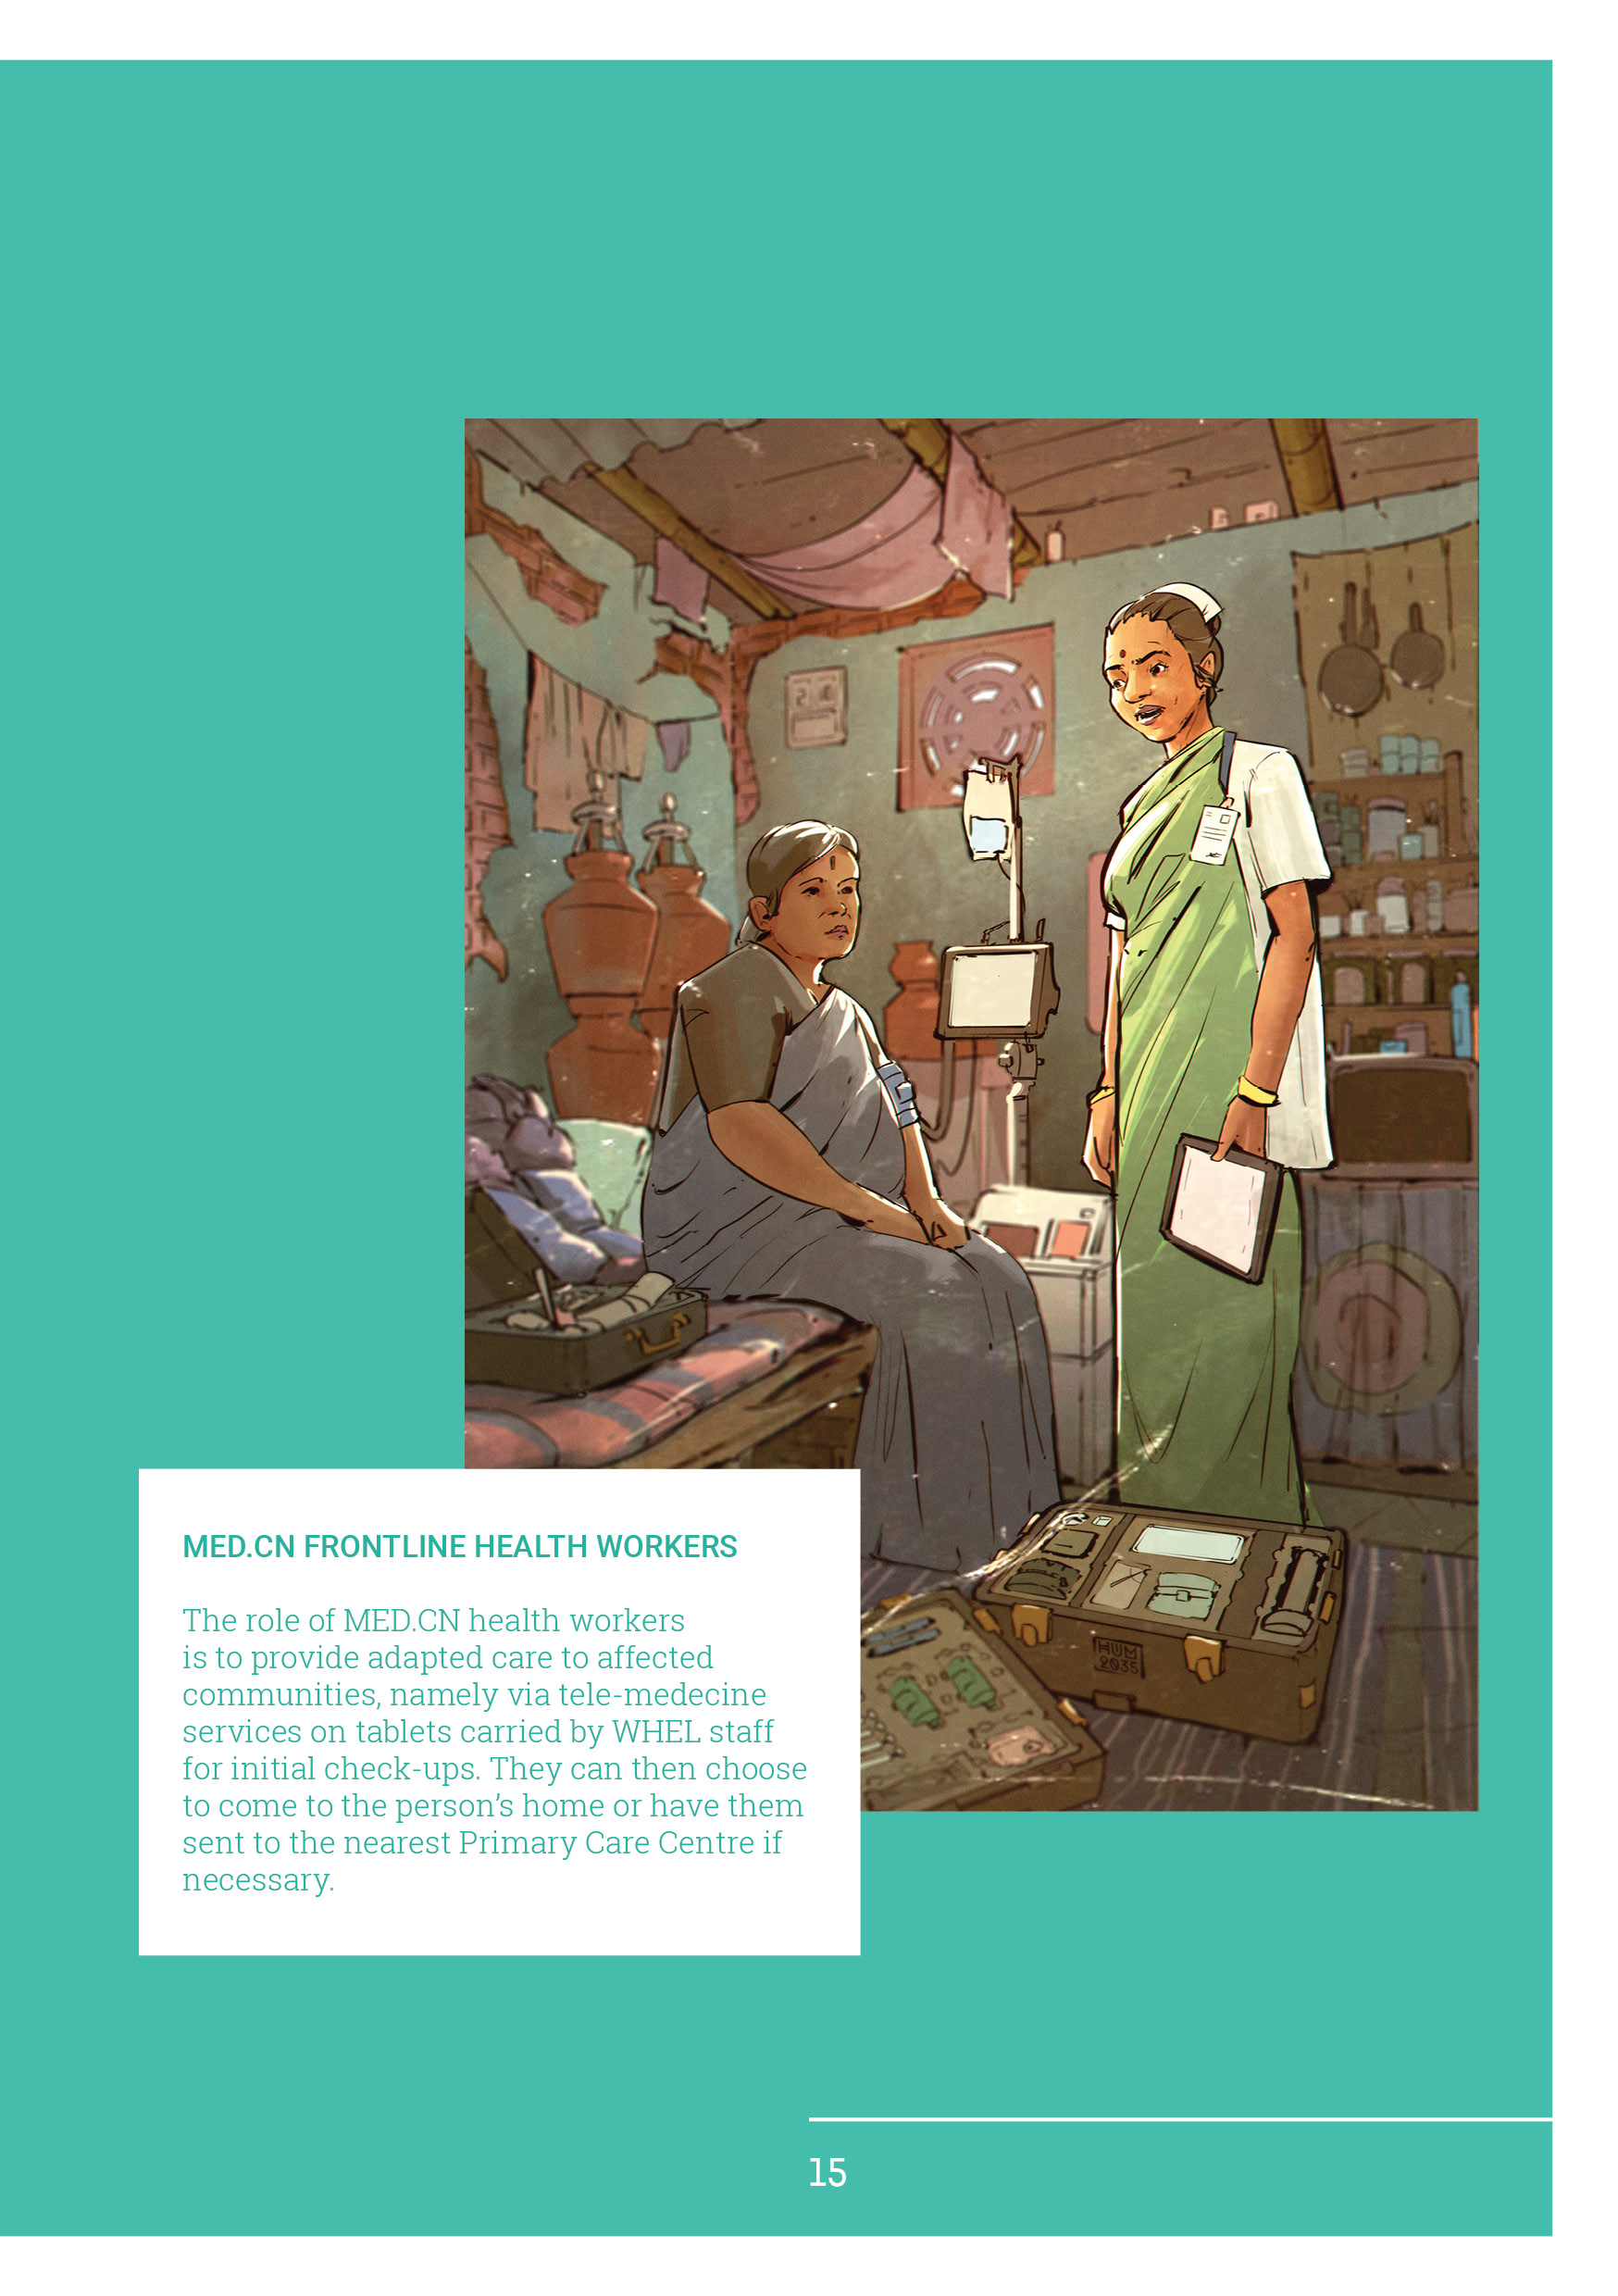 MED.CN FRONTLINE HEALTH WORKERS
The role of MED.CN health workers
is to provide adapted care to affected
communities, namely via tele-medecine
services on tablets carried by WHEL staff
for initial check-ups. They can then choose
to come to the person’s home or have them
sent to the nearest Primary Care Centre if
necessary.
HUM
2035
15